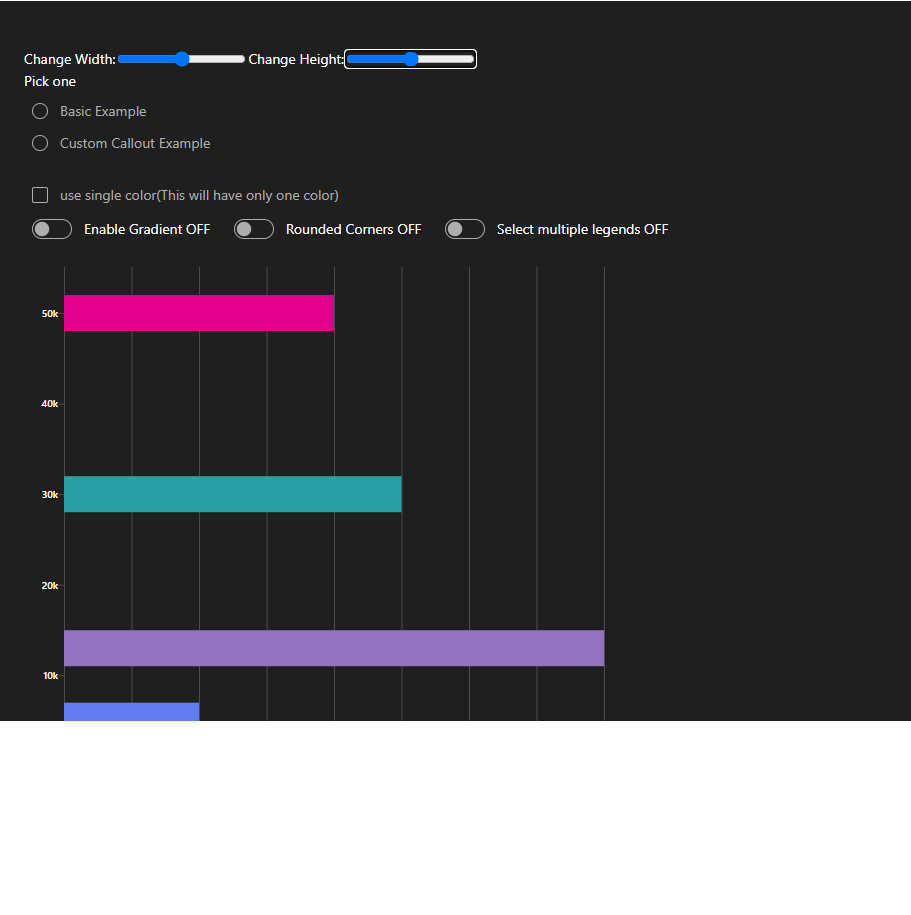 Change Width: Change Height:
Pick one
Basic Example
Custom Callout Example
use single color(This will have only one color)
Enable Gradient OFF Rounded Corners OFF Select multiple legends OFF
50k
40k
30k
20k
10k